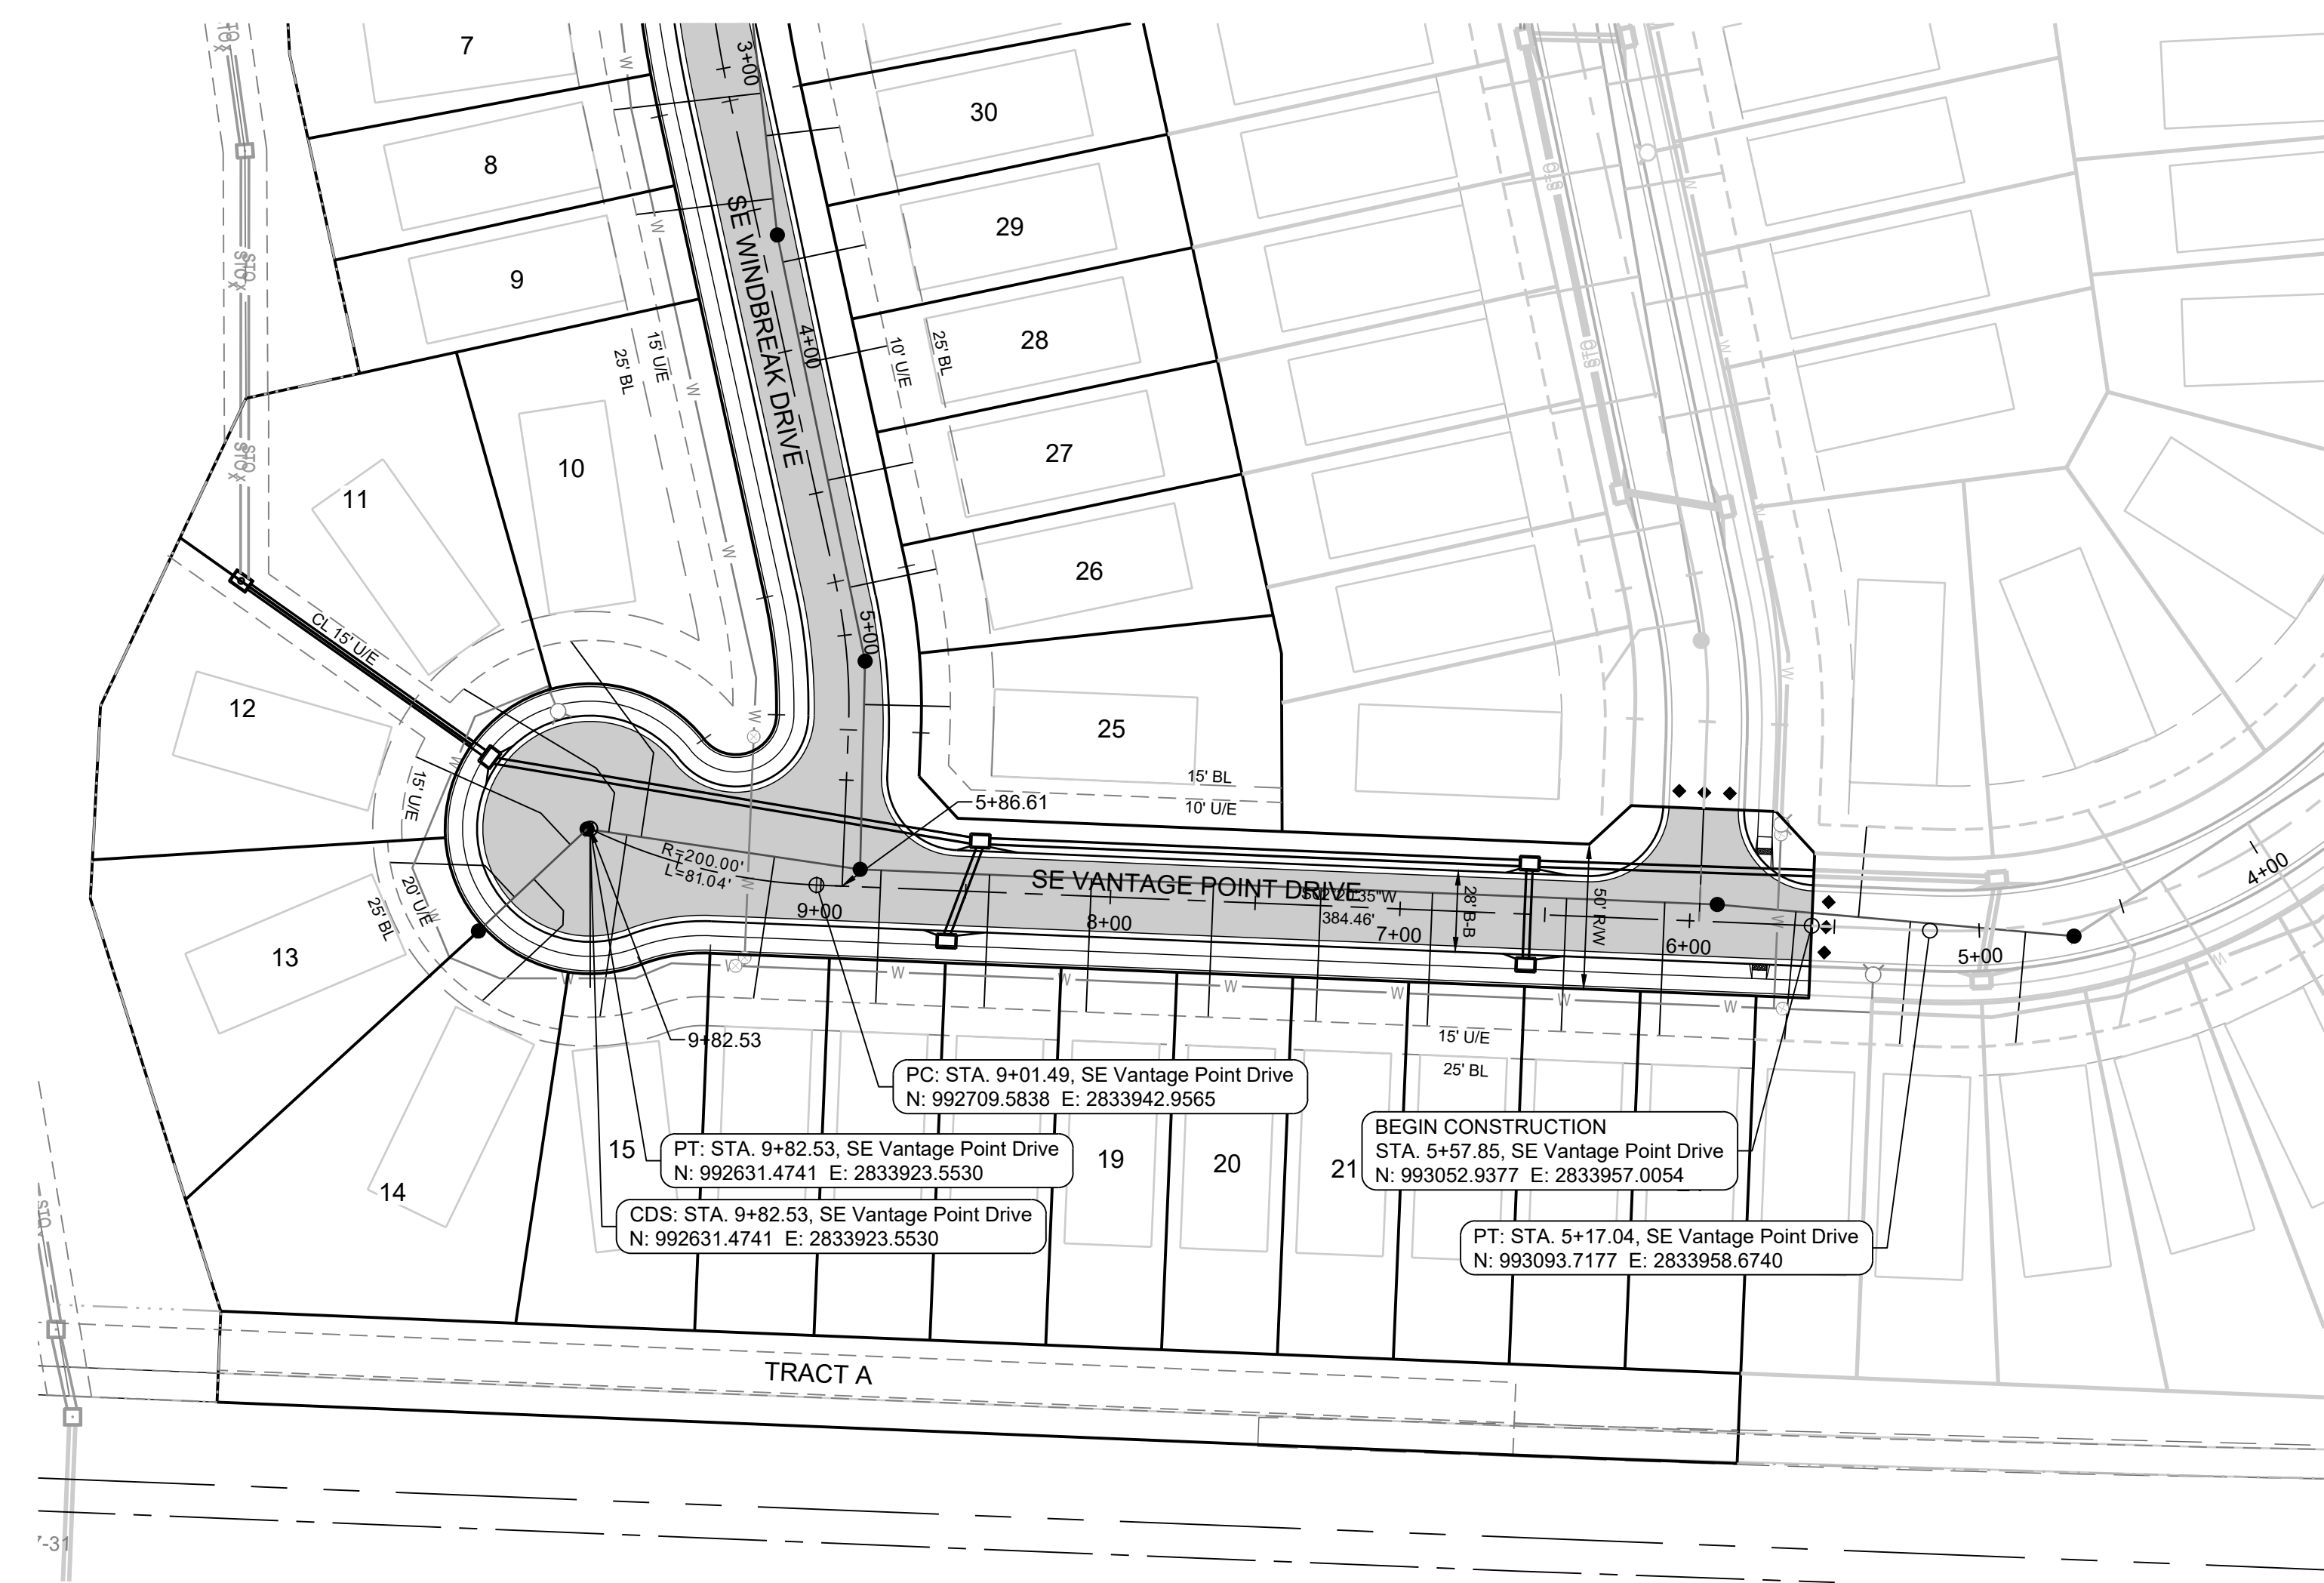 7
3+00
30
8
29
9
SE WINDBREAK DRIVE
4+00
28
15' U/E
25' BL
10' U/E
25' BL
27
10
11
26
5+00
CL 15' U/E
12
25
15' BL
10' U/E
15' U/E
5+86.61
R=200.00'
L=81.04'
SE VANTAGE POINT DRIVE
384.46'
28' B-B
50' R/W
9+00
8+00
7+00
6+00
5+00
4+00
20' U/E
25' BL
13
9+82.53
15' U/E
25' BL
PC: STA. 9+01.49, SE Vantage Point Drive
N: 992709.5838 E: 2833942.9565
BEGIN CONSTRUCTION
STA. 5+57.85, SE Vantage Point Drive
N: 993052.9377 E: 2833957.0054
15
PT: STA. 9+82.53, SE Vantage Point Drive
N: 992631.4741 E: 2833923.5530
19
20
21
14
CDS: STA. 9+82.53, SE Vantage Point Drive
N: 992631.4741 E: 2833923.5530
PT: STA. 5+17.04, SE Vantage Point Drive
N: 993093.7177 E: 2833958.6740
TRACT A
W
W
W
W
W
W
W
W
W
W
W
W
STO
STO
STO
STO